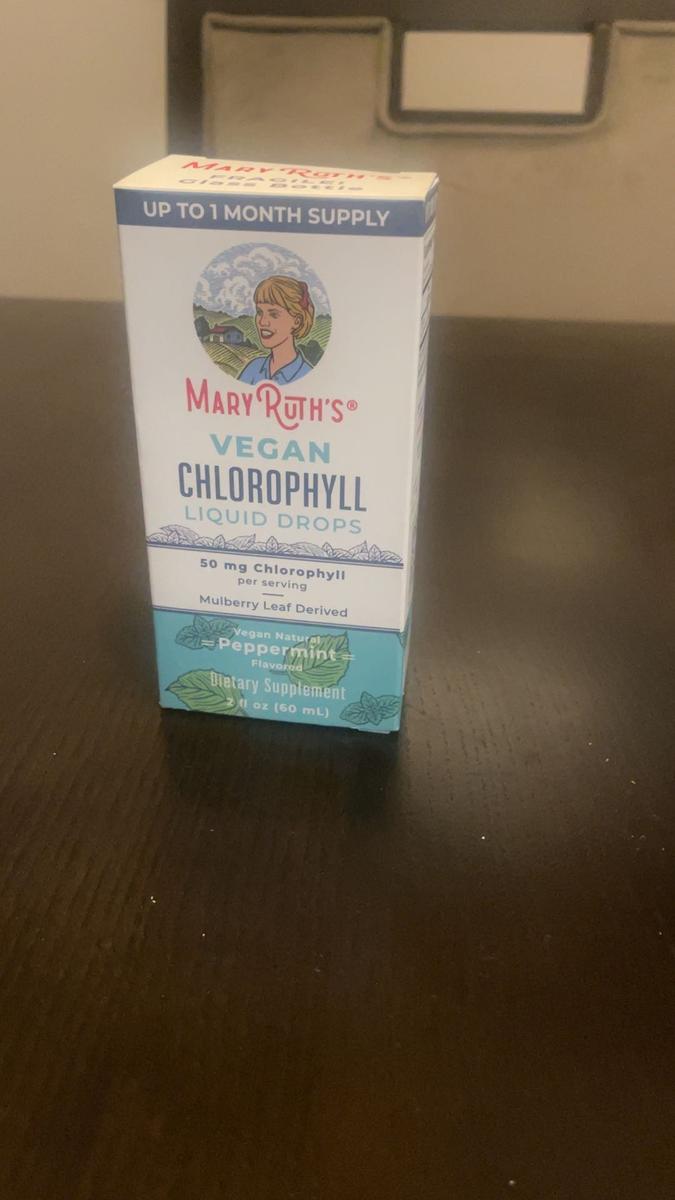 MARY RUTH'S®
FRAGILE!
Glass Bottle
UP TO 1 MONTH SUPPLY
MARY RUTH'S®
VEGAN
CHLOROPHYLL
LIQUID DROPS
50 mg Chlorophyll
per serving
Mulberry Leaf Derived
Vegan Natural
Peppermint
Flavored
Dietary Supplement
2 fl oz (60 mL)